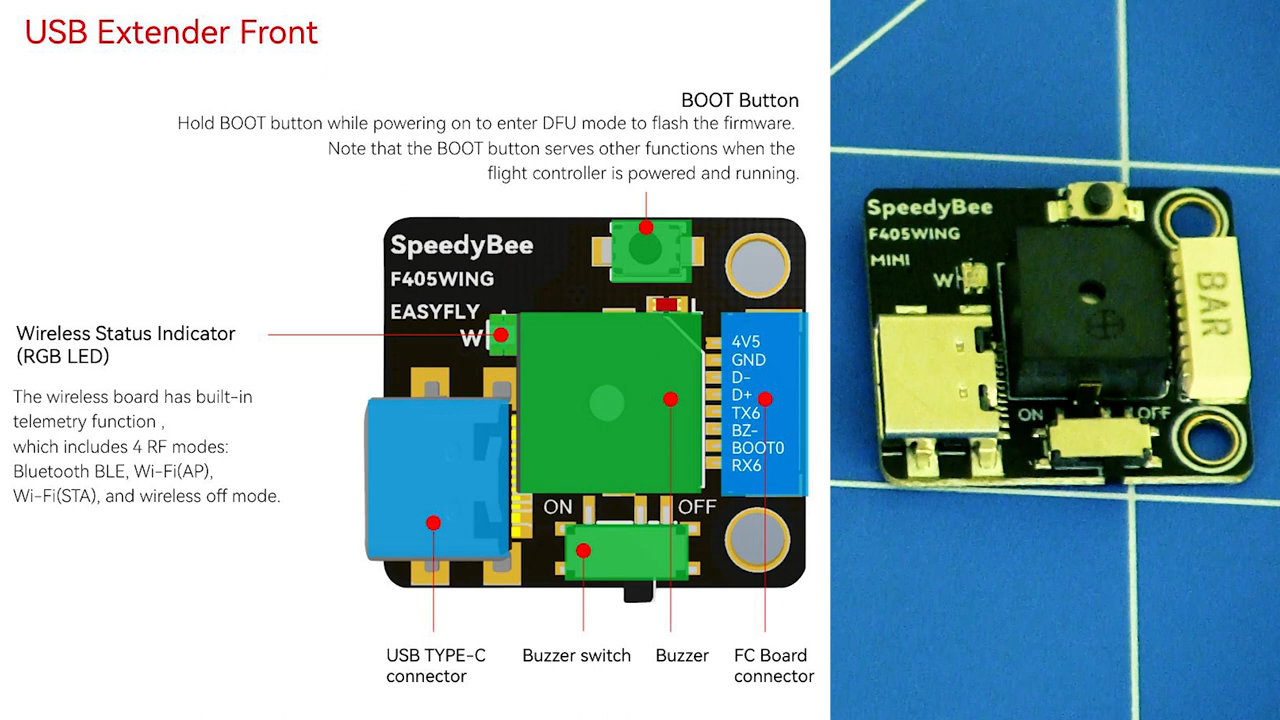 USB Extender Front
BOOT Button
Hold BOOT button while powering on to enter DFU mode to flash the firmware.
Note that the BOOT button serves other functions when the
flight controller is powered and running.
SpeedyBee
F405WING
EASYFLY
W
Wireless Status Indicator
(RGB LED)
The wireless board has built-in
telemetry function ,
which includes 4 RF modes:
Bluetooth BLE, Wi-Fi(AP),
Wi-Fi(STA), and wireless off mode.
4V5
GND
D-
D+
TX6
BZ-
BOOT0
RX6
ON
OFF
USB TYPE-C
connector
Buzzer switch
Buzzer
FC Board
connector
SpeedyBee
F405WING
MINI
W
BAR
ON
OFF